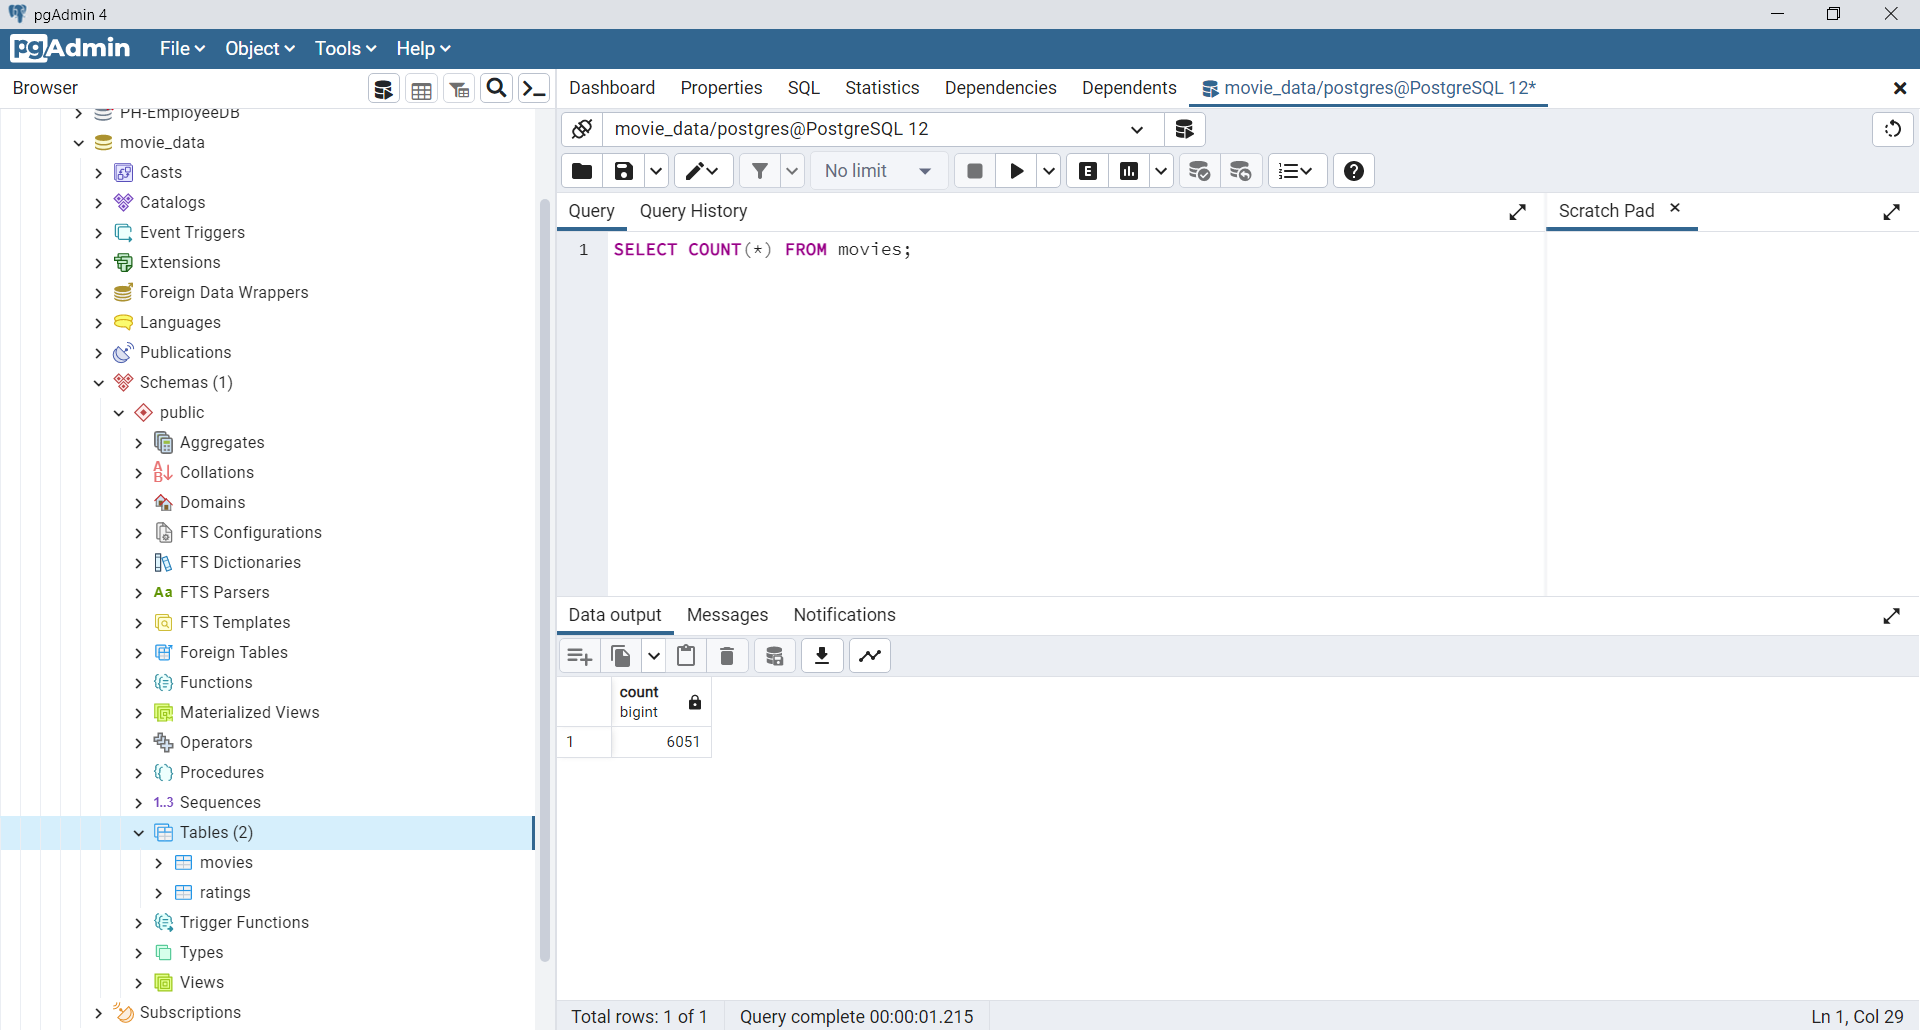 pgAdmin 4
pgAdmin File Object Tools Help
Browser
Dashboard Properties SQL Statistics Dependencies Dependents movie_data/postgres@PostgreSQL 12*
PH-EmployeeDB
movie_data
Casts
Catalogs
Event Triggers
Extensions
Foreign Data Wrappers
Languages
Publications
Schemas (1)
public
Aggregates
Collations
Domains
FTS Configurations
FTS Dictionaries
Aa FTS Parsers
FTS Templates
Foreign Tables
Functions
Materialized Views
Operators
Procedures
1..3 Sequences
Tables (2)
movies
ratings
Trigger Functions
Types
Views
Subscriptions
movie_data/postgres@PostgreSQL 12
No limit E
Query Query History
Scratch Pad
1 SELECT COUNT(*) FROM movies;
Data output Messages Notifications
count
bigint
1 6051
Total rows: 1 of 1 Query complete 00:00:01.215 Ln 1, Col 29